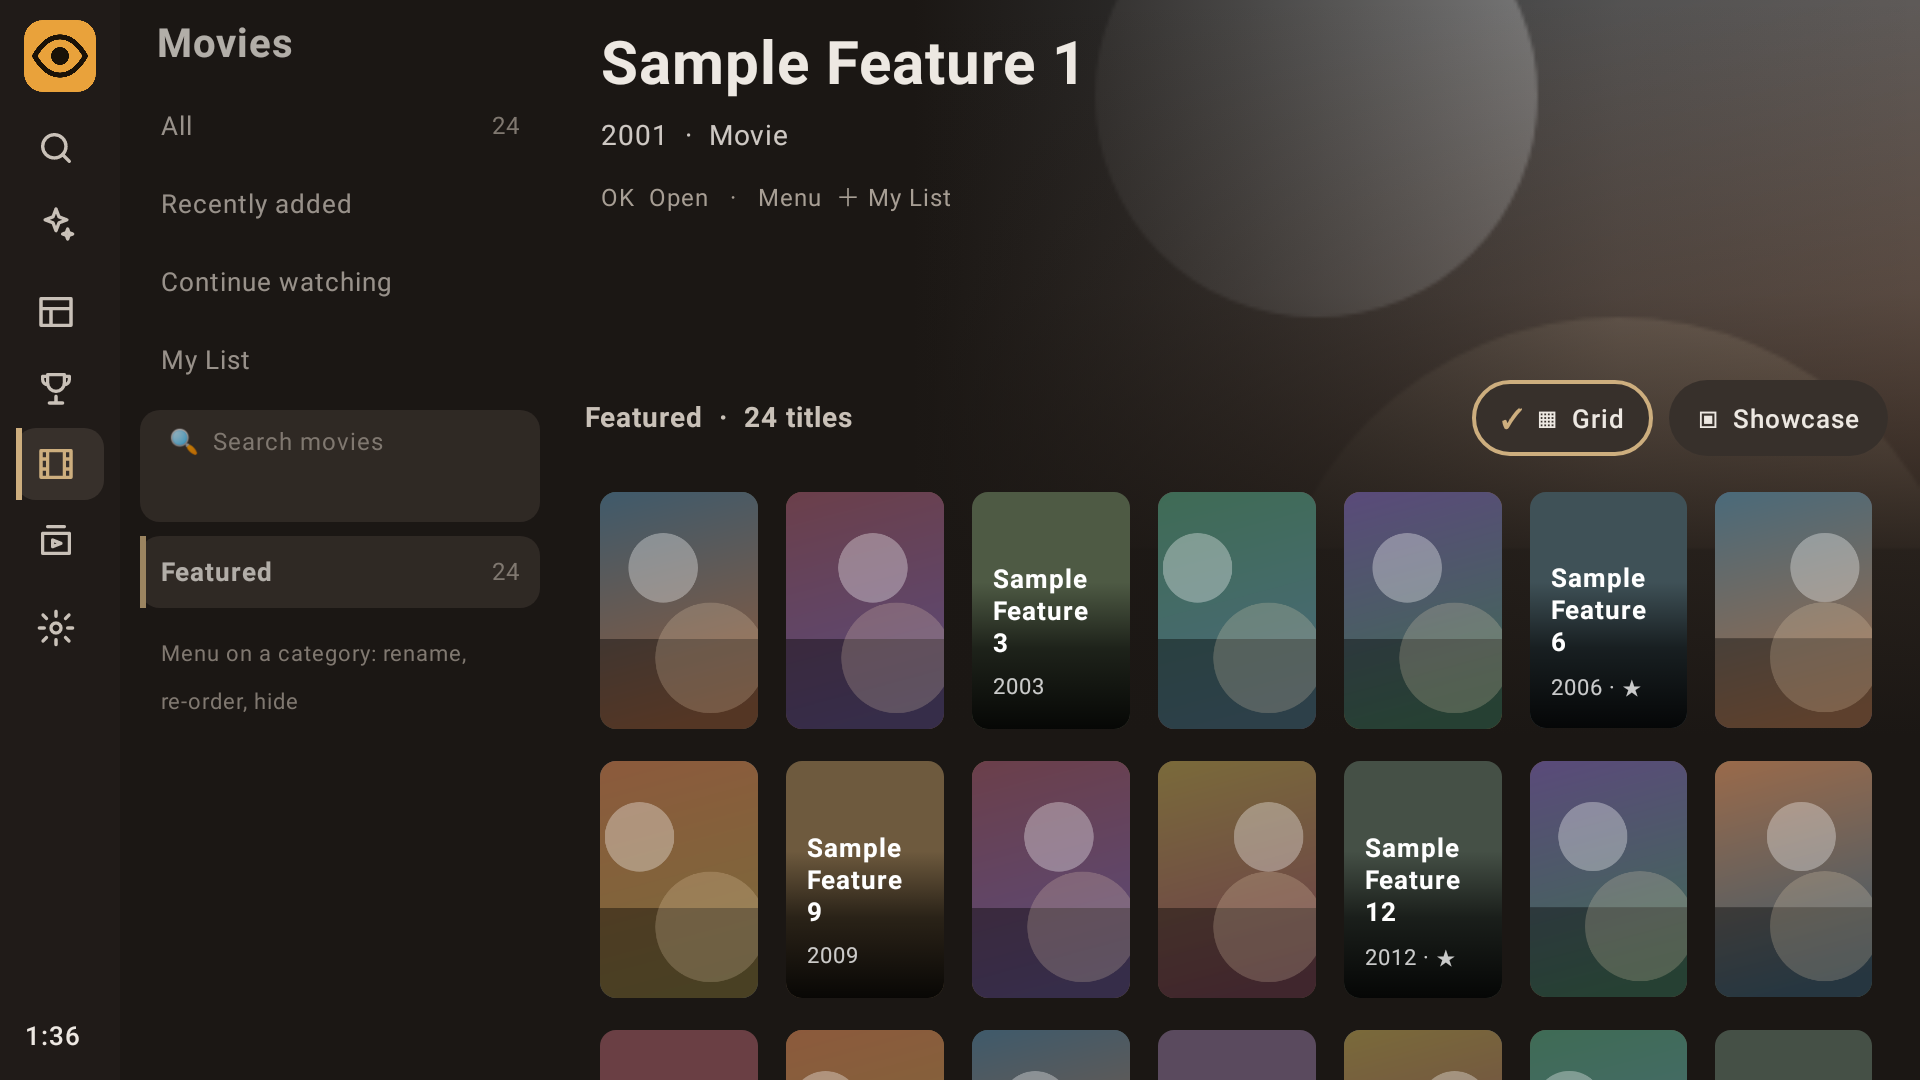 Movies
All 24
Recently added
Continue watching
My List
🔍 Search movies
Featured 24
Menu on a category: rename,
re-order, hide
1:36
Sample Feature 1
2001 · Movie
OK Open · Menu + My List
Featured · 24 titles
✓ ▦ Grid
▣ Showcase
Sample
Feature
3
2003
Sample
Feature
6
2006 · ★
Sample
Feature
9
2009
Sample
Feature
12
2012 · ★